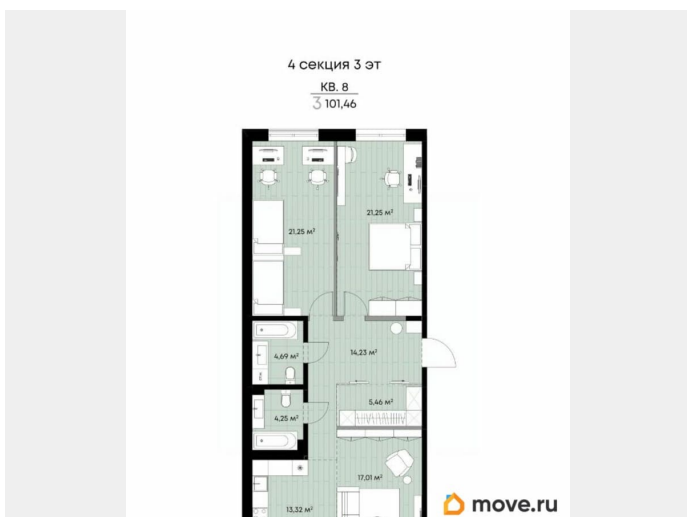 4 секция 3 эт
КВ. 8
3 101,46
21,25 м²
21,25 м²
4,69 м²
14,23 м²
5,46 м²
4,25 м²
17,01 м²
13,32 м²
move.ru